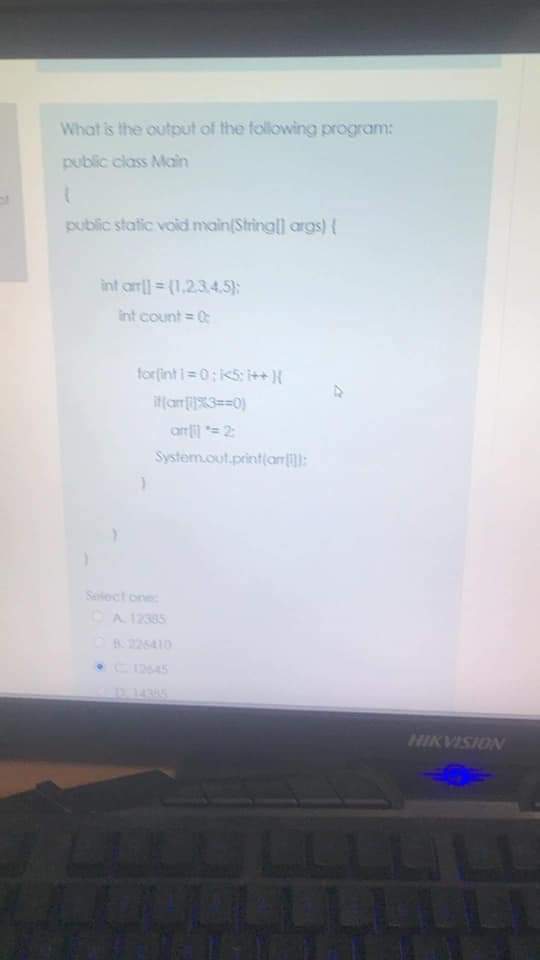 What is the output of the following program:
public class Main
{
public static void main(String[] args) {
int arr[] = {1,2,3,4,5};
int count = 0;
for(int i = 0 ; i<5; i++ ){
if(arr[i]%3==0)
arr[i] *= 2;
System.out.print(arr[i]);
}
}
}
Select one:
A. 12385
B. 226410
C. 12645
D. 14385
HIKVISION